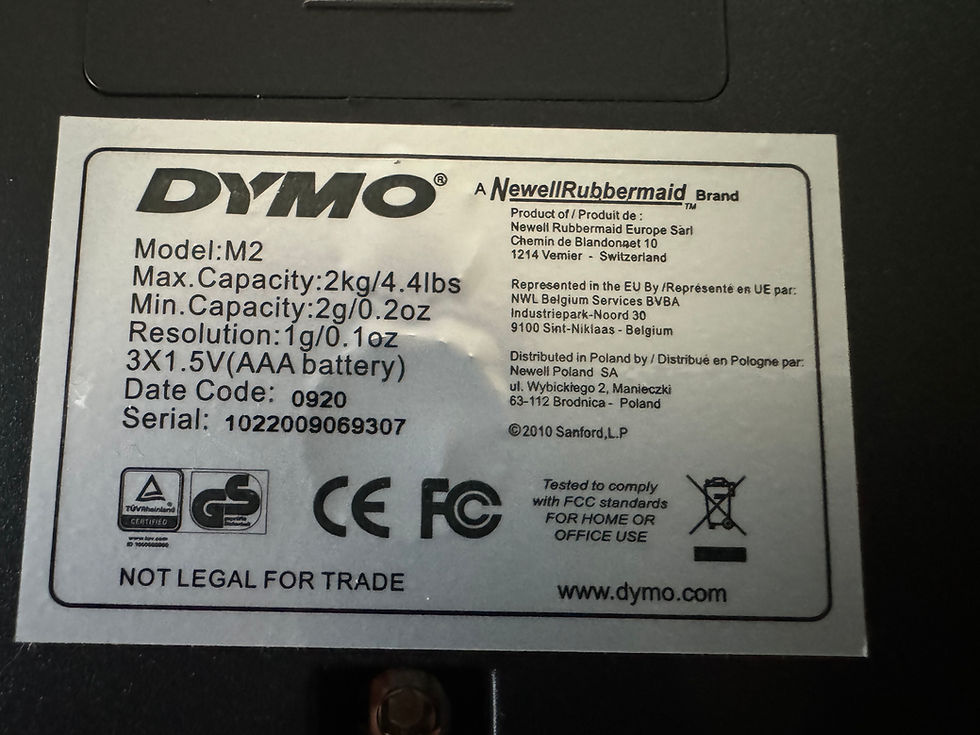 DYMO®
A NewellRubbermaid™ Brand
Model:M2
Max.Capacity:2kg/4.4lbs
Min.Capacity:2g/0.2oz
Resolution:1g/0.1oz
3X1.5V(AAA battery)
Date Code: 0920
Serial: 1022009069307
Product of / Produit de :
Newell Rubbermaid Europe Sarl
Chemin de Blandonnet 10
1214 Vernier - Switzerland
Represented in the EU By /Représenté en UE par:
NWL Belgium Services BVBA
Industriepark-Noord 30
9100 Sint-Niklaas - Belgium
Distributed in Poland by / Distribué en Pologne par:
Newell Poland SA
ul. Wybickiego 2, Manieczki
63-112 Brodnica - Poland
©2010 Sanford,L.P
TÜVRheinland®
CERTIFIED
www.tuv.com
GS
CE FC
Tested to comply
with FCC standards
FOR HOME OR
OFFICE USE
NOT LEGAL FOR TRADE
www.dymo.com